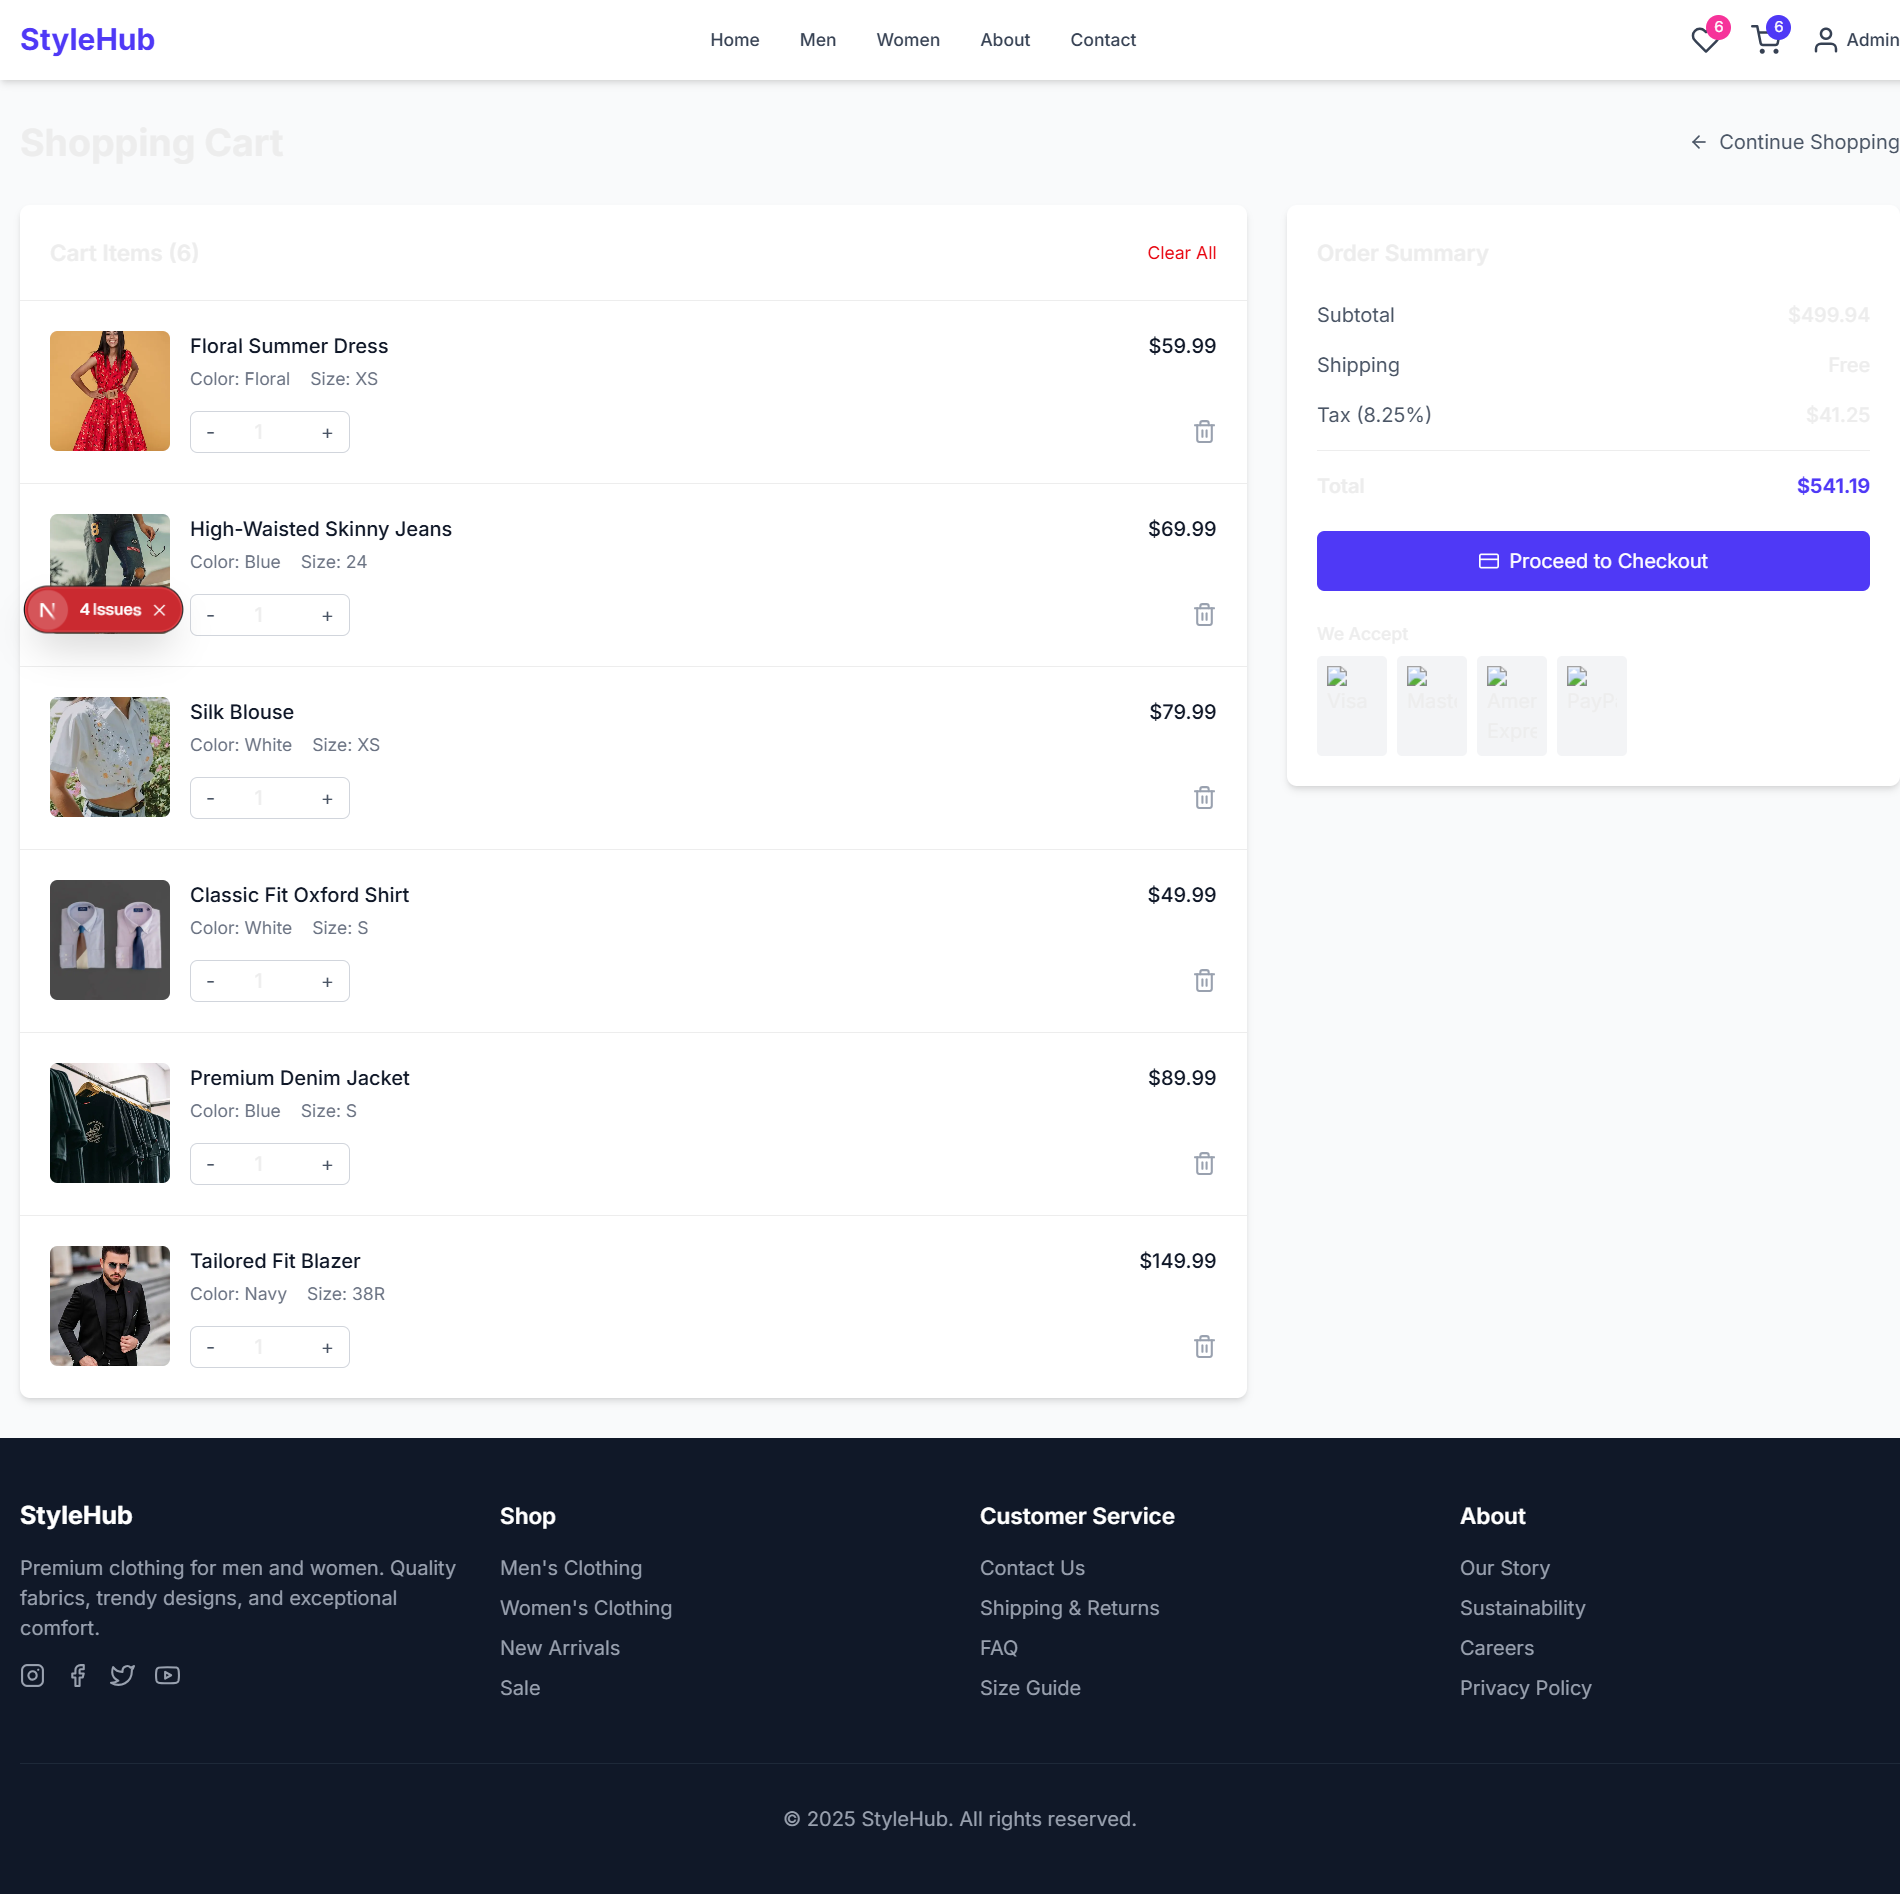 StyleHub
Home Men Women About Contact
6 6 Admin
Shopping Cart
Continue Shopping
Cart Items (6)
Clear All
Floral Summer Dress $59.99
Color: Floral Size: XS
- 1 +
High-Waisted Skinny Jeans $69.99
Color: Blue Size: 24
- 1 +
4 Issues
Silk Blouse $79.99
Color: White Size: XS
- 1 +
Classic Fit Oxford Shirt $49.99
Color: White Size: S
- 1 +
Premium Denim Jacket $89.99
Color: Blue Size: S
- 1 +
Tailored Fit Blazer $149.99
Color: Navy Size: 38R
- 1 +
Order Summary
Subtotal $499.94
Shipping Free
Tax (8.25%) $41.25
Total $541.19
Proceed to Checkout
We Accept
Visa Mast Amer PayP
Expre
StyleHub
Premium clothing for men and women. Quality
fabrics, trendy designs, and exceptional
comfort.
Shop
Men's Clothing
Women's Clothing
New Arrivals
Sale
Customer Service
Contact Us
Shipping & Returns
FAQ
Size Guide
About
Our Story
Sustainability
Careers
Privacy Policy
© 2025 StyleHub. All rights reserved.